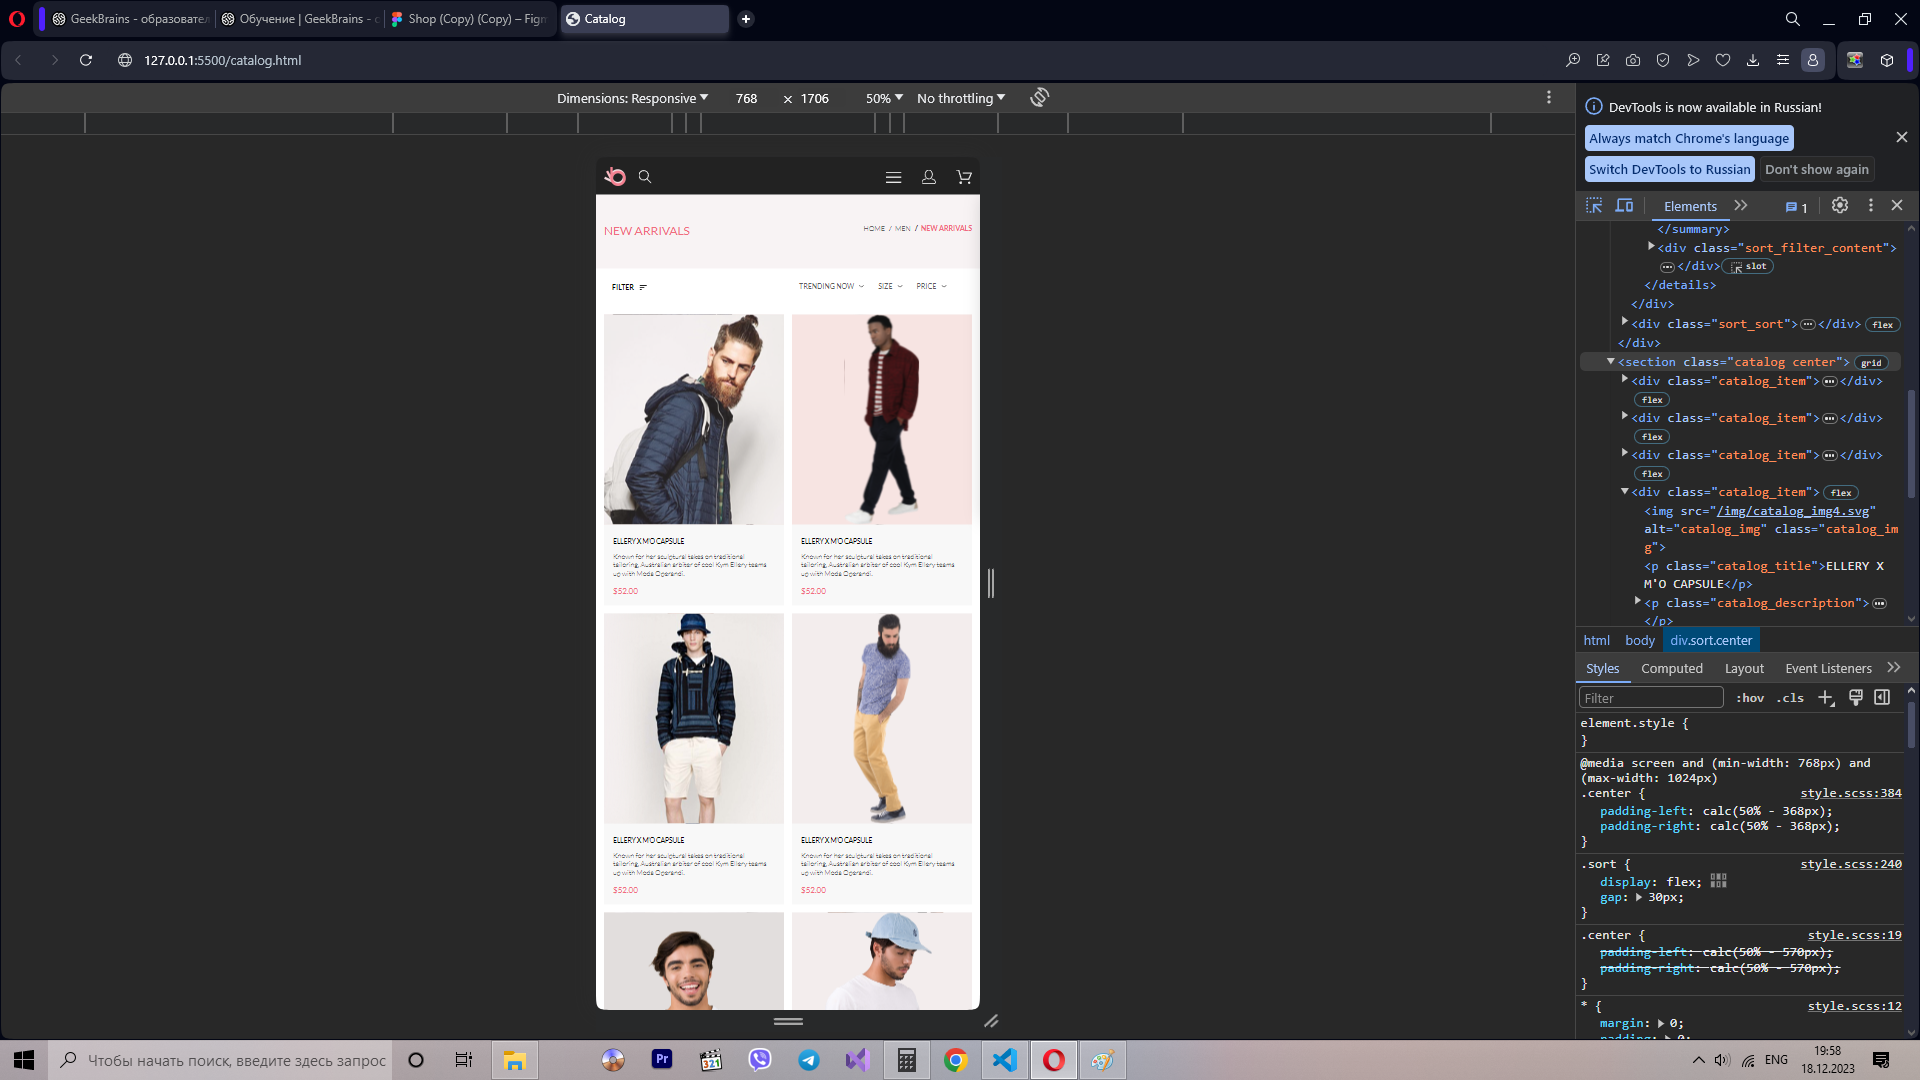 GeekBrains - образовател
Обучение | GeekBrains - с
Shop (Copy) (Copy) – Figm
Catalog
127.0.0.1:5500/catalog.html
Dimensions: Responsive
768 × 1706
50%
No throttling
DevTools is now available in Russian!
Always match Chrome's language
Switch DevTools to Russian
Don't show again
Elements
1
NEW ARRIVALS
HOME / MEN / NEW ARRIVALS
FILTER
TRENDING NOW
SIZE
PRICE
ELLERY X M'O CAPSULE
Known for her sculptural takes on traditional
tailoring, Australian arbiter of cool Kym Ellery teams
up with Moda Operandi.
$52.00
ELLERY X M'O CAPSULE
Known for her sculptural takes on traditional
tailoring, Australian arbiter of cool Kym Ellery teams
up with Moda Operandi.
$52.00
ELLERY X M'O CAPSULE
Known for her sculptural takes on traditional
tailoring, Australian arbiter of cool Kym Ellery teams
up with Moda Operandi.
$52.00
ELLERY X M'O CAPSULE
Known for her sculptural takes on traditional
tailoring, Australian arbiter of cool Kym Ellery teams
up with Moda Operandi.
$52.00
</summary>
<div class="sort_filter_content">
</div> slot
</details>
</div>
<div class="sort_sort"> </div> flex
</div>
<section class="catalog center"> grid
<div class="catalog_item"> </div>
flex
<div class="catalog_item"> </div>
flex
<div class="catalog_item"> </div>
flex
<div class="catalog_item"> flex
<img src="/img/catalog_img4.svg"
alt="catalog_img" class="catalog_im
g">
<p class="catalog_title">ELLERY X
M'O CAPSULE</p>
<p class="catalog_description">
</p>
html body div.sort.center
Styles Computed Layout Event Listeners
Filter :hov .cls
element.style {
}
@media screen and (min-width: 768px) and
(max-width: 1024px)
.center { style.scss:384
padding-left: calc(50% - 368px);
padding-right: calc(50% - 368px);
}
.sort { style.scss:240
display: flex;
gap: 30px;
}
.center { style.scss:19
padding-left: calc(50% - 570px);
padding-right: calc(50% - 570px);
}
* { style.scss:12
margin: 0;
padding: 0;
Чтобы начать поиск, введите здесь запрос
Pr
321
ENG
19:58
18.12.2023